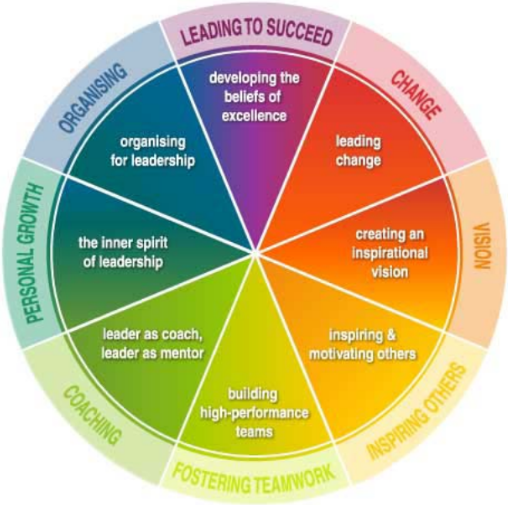 LEADING TO SUCCEED
developing the
beliefs of
excellence
CHANGE
leading
change
VISION
creating an
inspirational
vision
INSPIRING OTHERS
inspiring &
motivating others
FOSTERING TEAMWORK
building
high-performance
teams
COACHING
leader as coach,
leader as mentor
PERSONAL GROWTH
the inner spirit
of leadership
ORGANISING
organising
for leadership